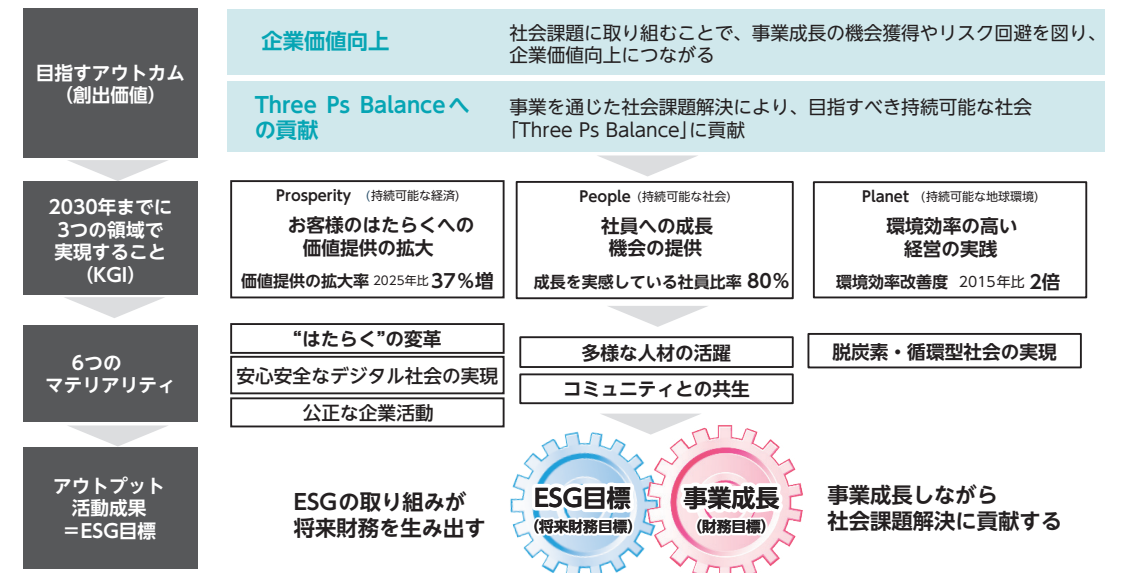 目指すアウトカム
(創出価値)
企業価値向上
社会課題に取り組むことで、事業成長の機会獲得やリスク回避を図り、
企業価値向上につながる
Three Ps Balanceへ
の貢献
事業を通じた社会課題解決により、目指すべき持続可能な社会
「Three Ps Balance」に貢献
2030年までに
3つの領域で
実現すること
(KGI)
Prosperity (持続可能な経済)
お客様のはたらくへの
価値提供の拡大
価値提供の拡大率 2025年比 37%増
People (持続可能な社会)
社員への成長
機会の提供
成長を実感している社員比率 80%
Planet (持続可能な地球環境)
環境効率の高い
経営の実践
環境効率改善度 2015年比 2倍
6つの
マテリアリティ
“はたらく”の変革
安心安全なデジタル社会の実現
公正な企業活動
多様な人材の活躍
コミュニティとの共生
脱炭素・循環型社会の実現
アウトプット
活動成果
=ESG目標
ESGの取り組みが
将来財務を生み出す
ESG目標
(将来財務目標)
事業成長
(財務目標)
事業成長しながら
社会課題解決に貢献する